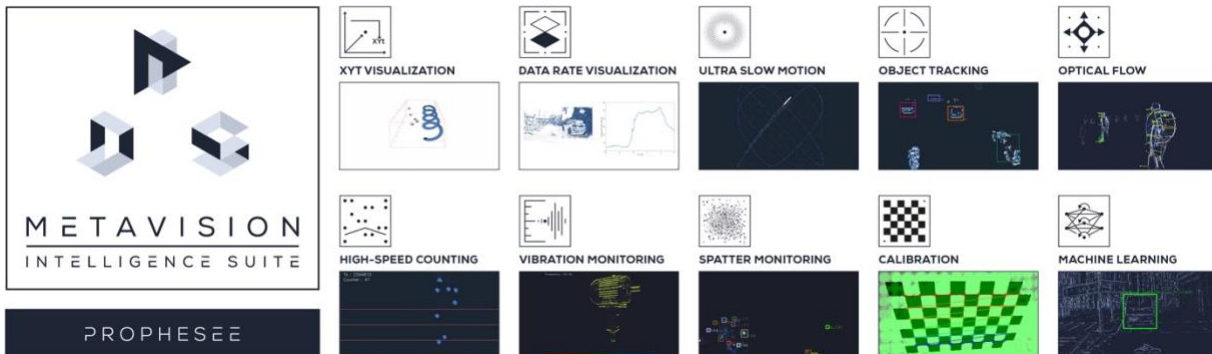 METAVISION
INTELLIGENCE SUITE
PROPHESEE
XYt
XYT VISUALIZATION
DATA RATE VISUALIZATION
ULTRA SLOW MOTION
OBJECT TRACKING
OPTICAL FLOW
HIGH-SPEED COUNTING
VIBRATION MONITORING
SPATTER MONITORING
CALIBRATION
MACHINE LEARNING